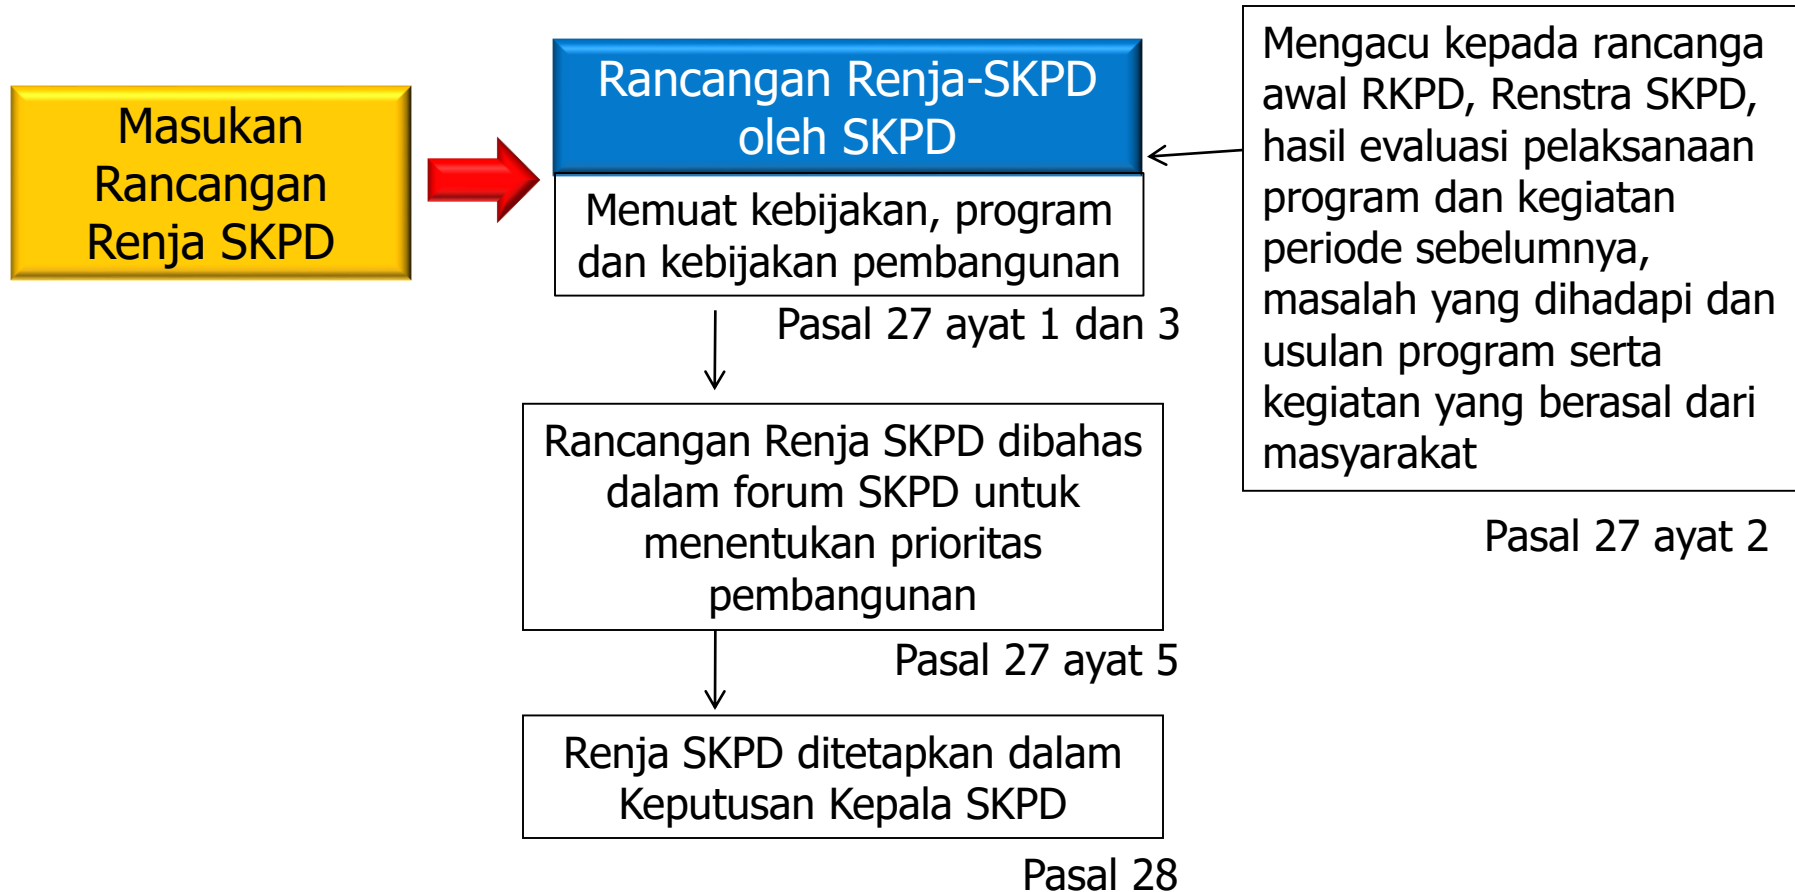 Masukan
Rancangan
Renja SKPD
Rancangan Renja-SKPD
oleh SKPD
Memuat kebijakan, program
dan kebijakan pembangunan
Pasal 27 ayat 1 dan 3
Mengacu kepada rancanga
awal RKPD, Renstra SKPD,
hasil evaluasi pelaksanaan
program dan kegiatan
periode sebelumnya,
masalah yang dihadapi dan
usulan program serta
kegiatan yang berasal dari
masyarakat
Pasal 27 ayat 2
Rancangan Renja SKPD dibahas
dalam forum SKPD untuk
menentukan prioritas
pembangunan
Pasal 27 ayat 5
Renja SKPD ditetapkan dalam
Keputusan Kepala SKPD
Pasal 28